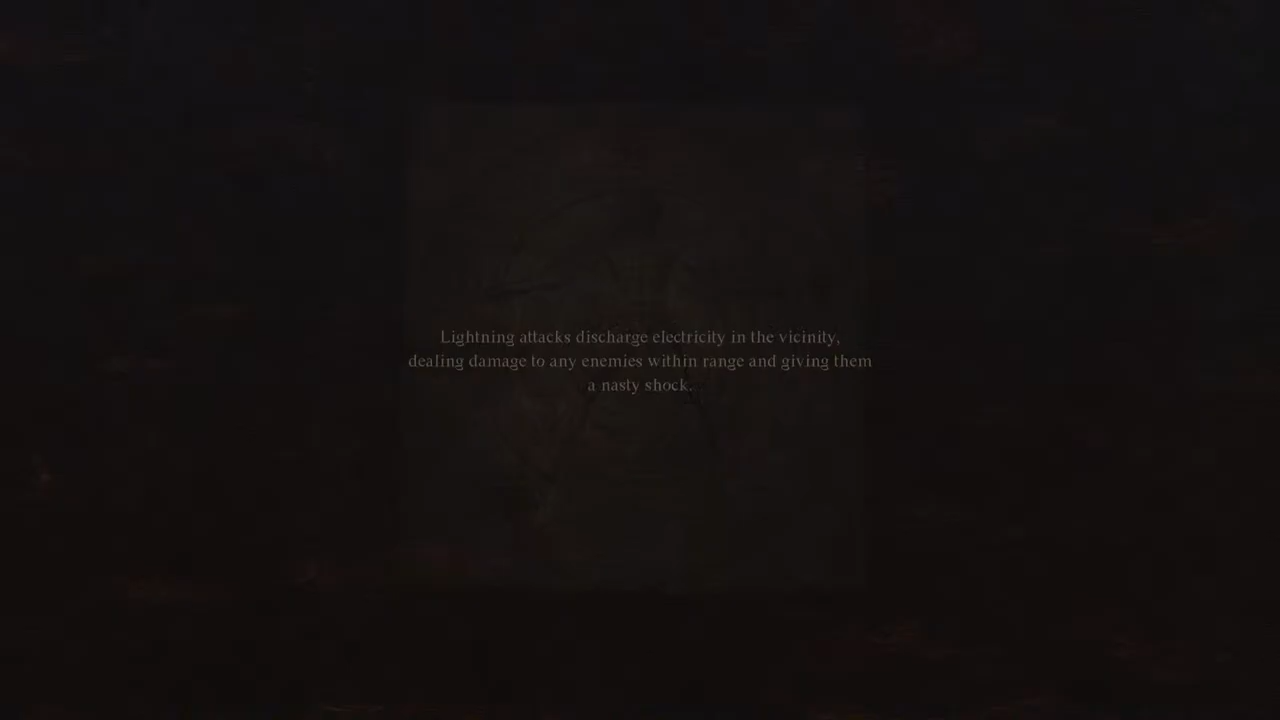 Lightning attacks discharge electricity in the vicinity,
dealing damage to any enemies within range and giving them
a nasty shock.